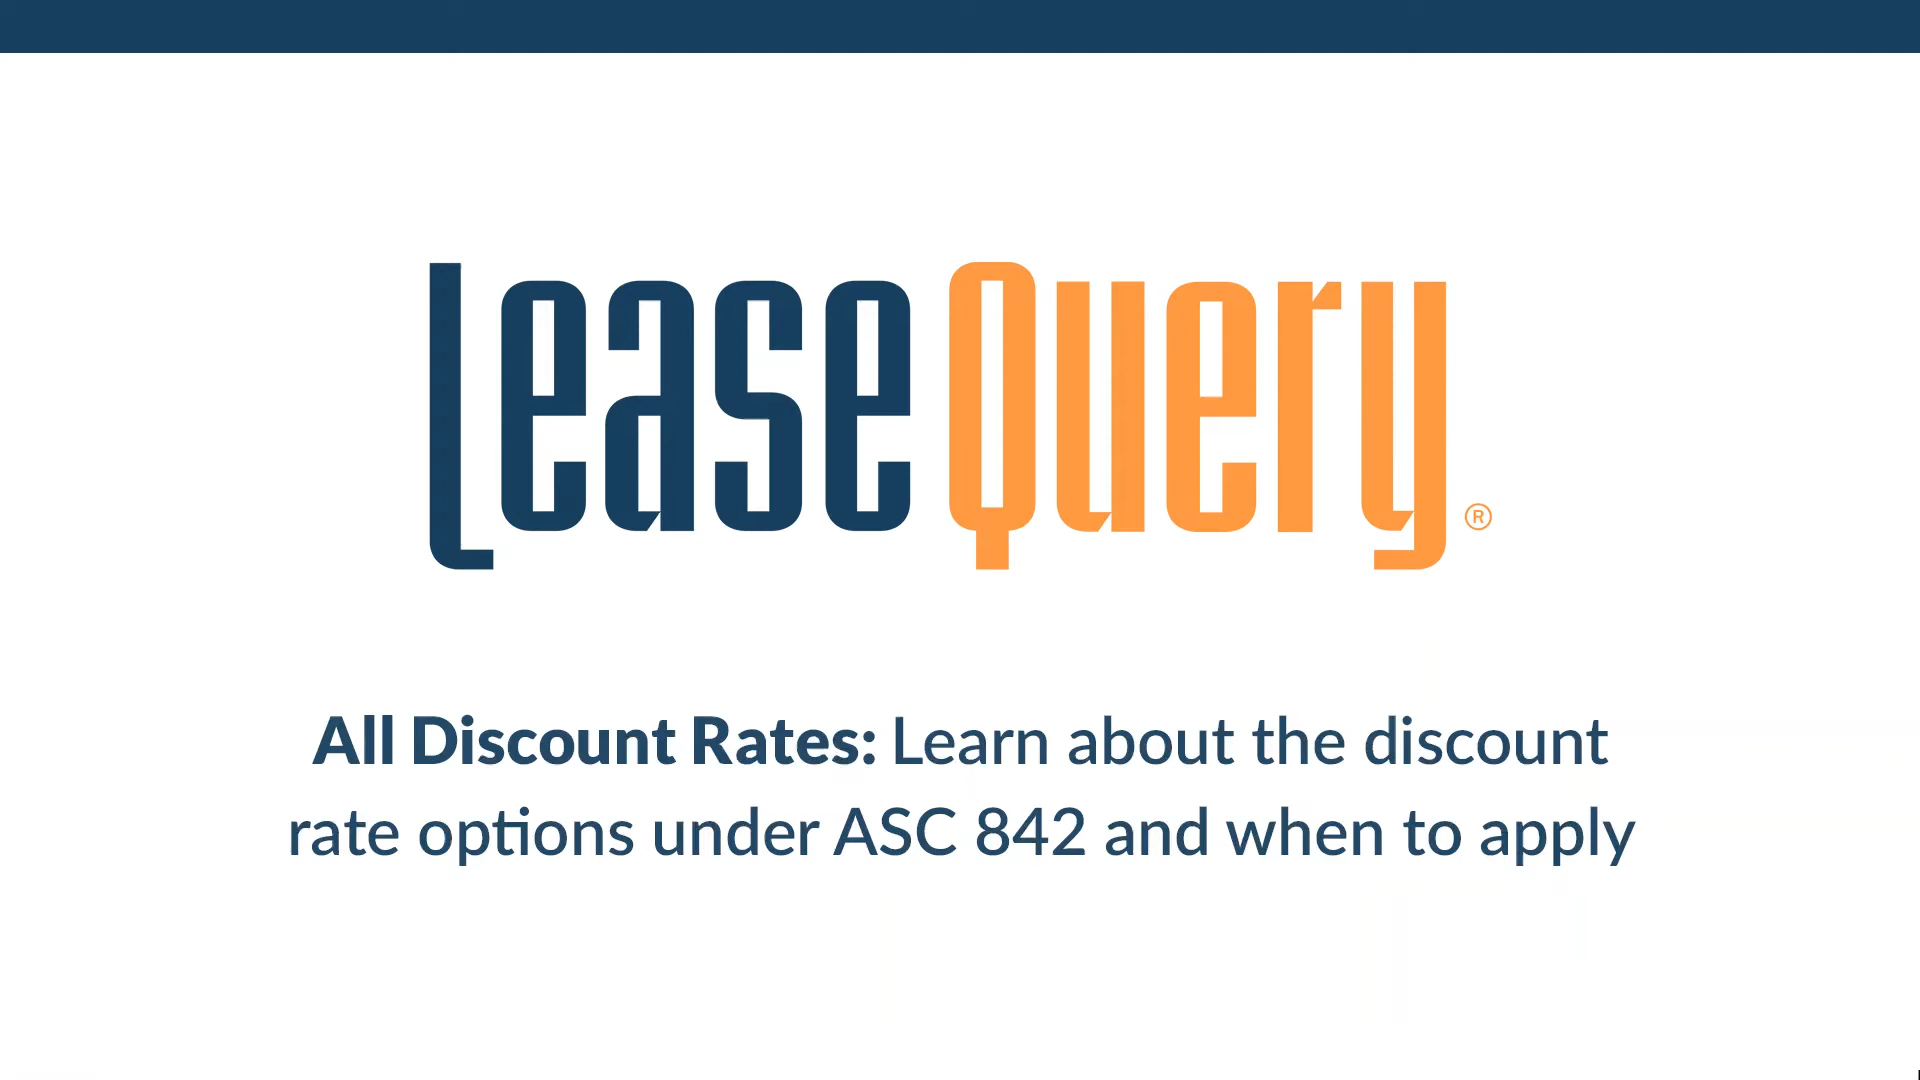 LeaseQuery®
All Discount Rates: Learn about the discount
rate options under ASC 842 and when to apply